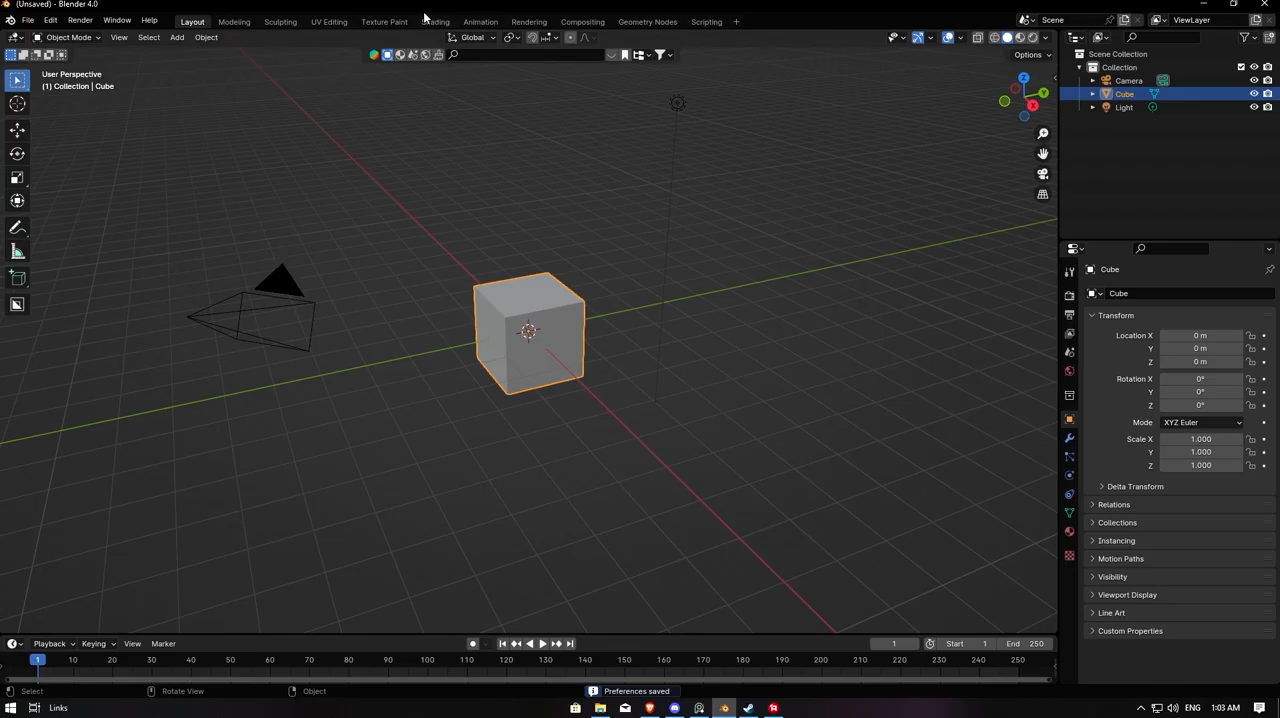 (Unsaved) - Blender 4.0
File Edit Render Window Help Layout Modeling Sculpting UV Editing Texture Paint Shading Animation Rendering Compositing Geometry Nodes Scripting + Scene ViewLayer
Object Mode View Select Add Object Global
Options
User Perspective
(1) Collection | Cube
Z
Y
X
Scene Collection
Collection
Camera
Cube
Light
Cube
Cube
Transform
Location X 0 m
Y 0 m
Z 0 m
Rotation X 0°
Y 0°
Z 0°
Mode XYZ Euler
Scale X 1.000
Y 1.000
Z 1.000
Delta Transform
Relations
Collections
Instancing
Motion Paths
Visibility
Viewport Display
Line Art
Custom Properties
Playback Keying View Marker 1 Start 1 End 250
1 10 20 30 40 50 60 70 80 90 100 110 120 130 140 150 160 170 180 190 200 210 220 230 240 250
Select Rotate View Object Preferences saved
Links ENG 1:03 AM